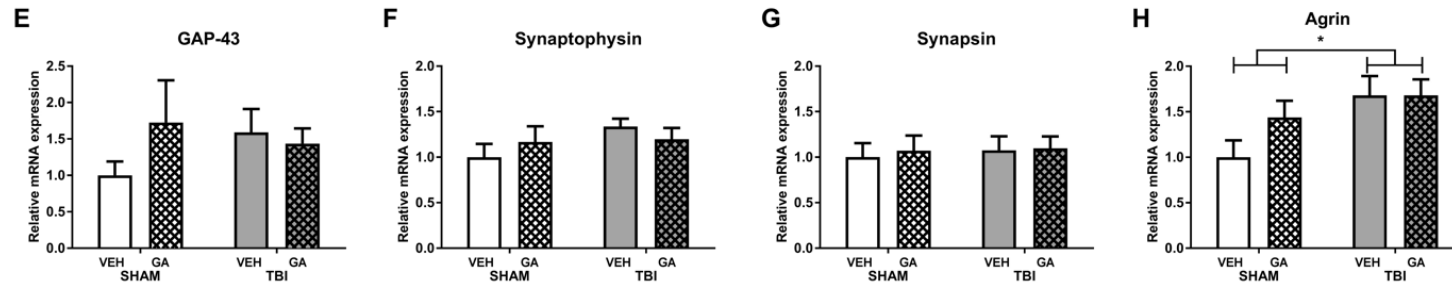 E
GAP-43
Relative mRNA expression
2.5
2.0
1.5
1.0
0.5
0.0
VEH GA VEH GA
SHAM TBI
F
Synaptophysin
Relative mRNA expression
2.0
1.5
1.0
0.5
0.0
VEH GA VEH GA
SHAM TBI
G
Synapsin
Relative mRNA expression
2.0
1.5
1.0
0.5
0.0
VEH GA VEH GA
SHAM TBI
H
Agrin
*
Relative mRNA expression
2.0
1.5
1.0
0.5
0.0
VEH GA VEH GA
SHAM TBI